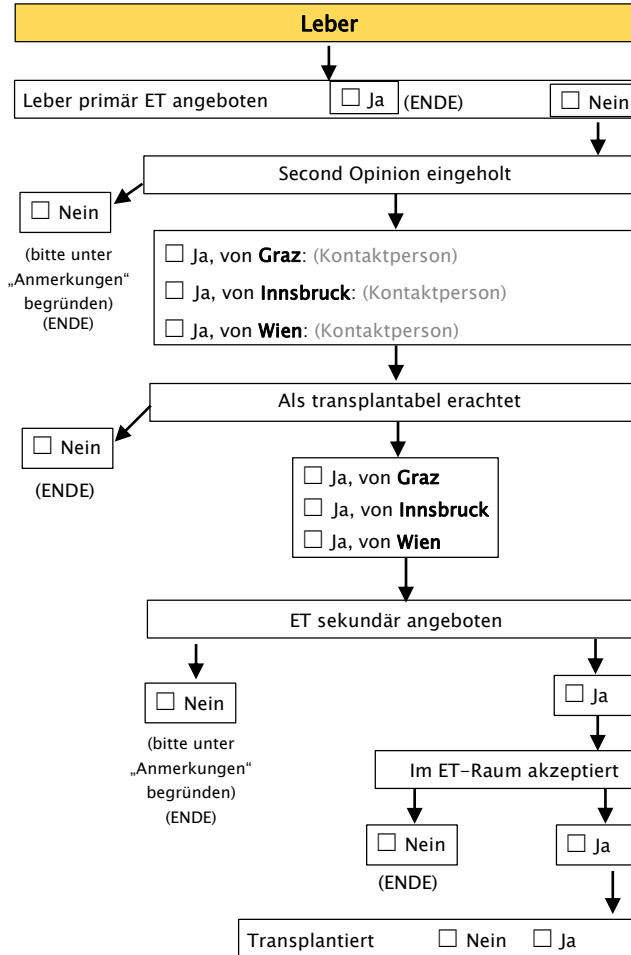 Leber
Leber primär ET angeboten ☐ Ja (ENDE) ☐ Nein
Second Opinion eingeholt
☐ Nein
(bitte unter
„Anmerkungen“
begründen)
(ENDE)
☐ Ja, von Graz: (Kontaktperson)
☐ Ja, von Innsbruck: (Kontaktperson)
☐ Ja, von Wien: (Kontaktperson)
Als transplantabel erachtet
☐ Nein
(ENDE)
☐ Ja, von Graz
☐ Ja, von Innsbruck
☐ Ja, von Wien
ET sekundär angeboten
☐ Nein
(bitte unter
„Anmerkungen“
begründen)
(ENDE)
☐ Ja
Im ET-Raum akzeptiert
☐ Nein
(ENDE)
☐ Ja
Transplantiert ☐ Nein ☐ Ja